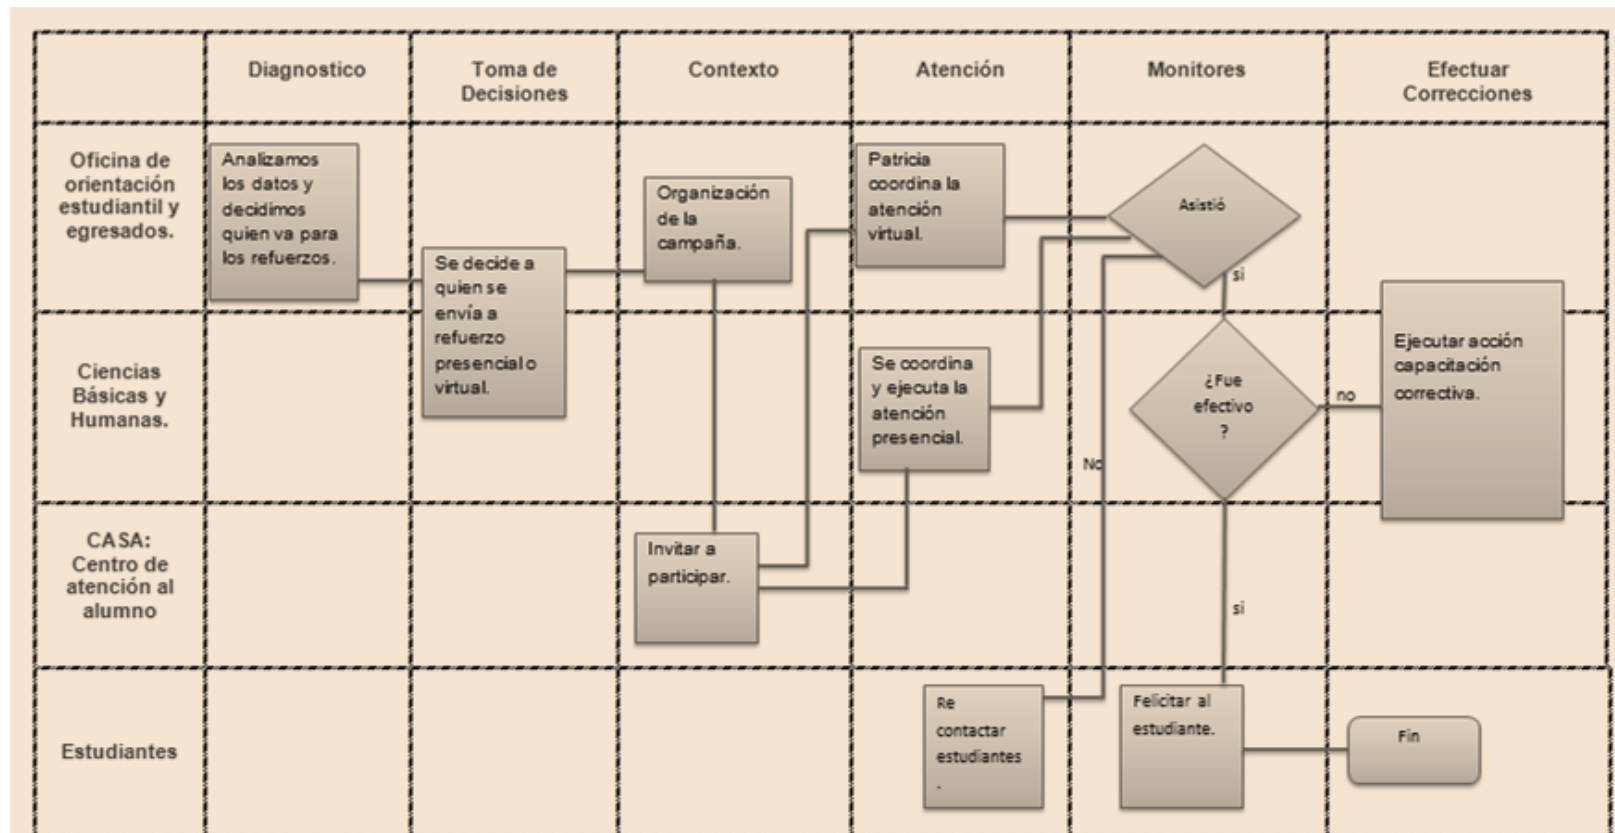 Diagnostico
Toma de
Decisiones
Contexto
Atención
Monitores
Efectuar
Correcciones
Oficina de
orientación
estudiantil y
egresados.
Analizamos
los datos y
decidimos
quien va para
los refuerzos.
Se decide a
quien se
envía a
refuerzo
presencial o
virtual.
Organización
de la
campaña.
Patricia
coordina la
atención
virtual.
Asistió
si
Ciencias
Básicas y
Humanas.
Se coordina
y ejecuta la
atención
presencial.
No
¿Fue
efectivo
?
no
Ejecutar acción
capacitación
correctiva.
CASA:
Centro de
atención al
alumno
Invitar a
participar.
si
Estudiantes
Re
contactar
estudiantes
.
Felicitar al
estudiante.
Fin